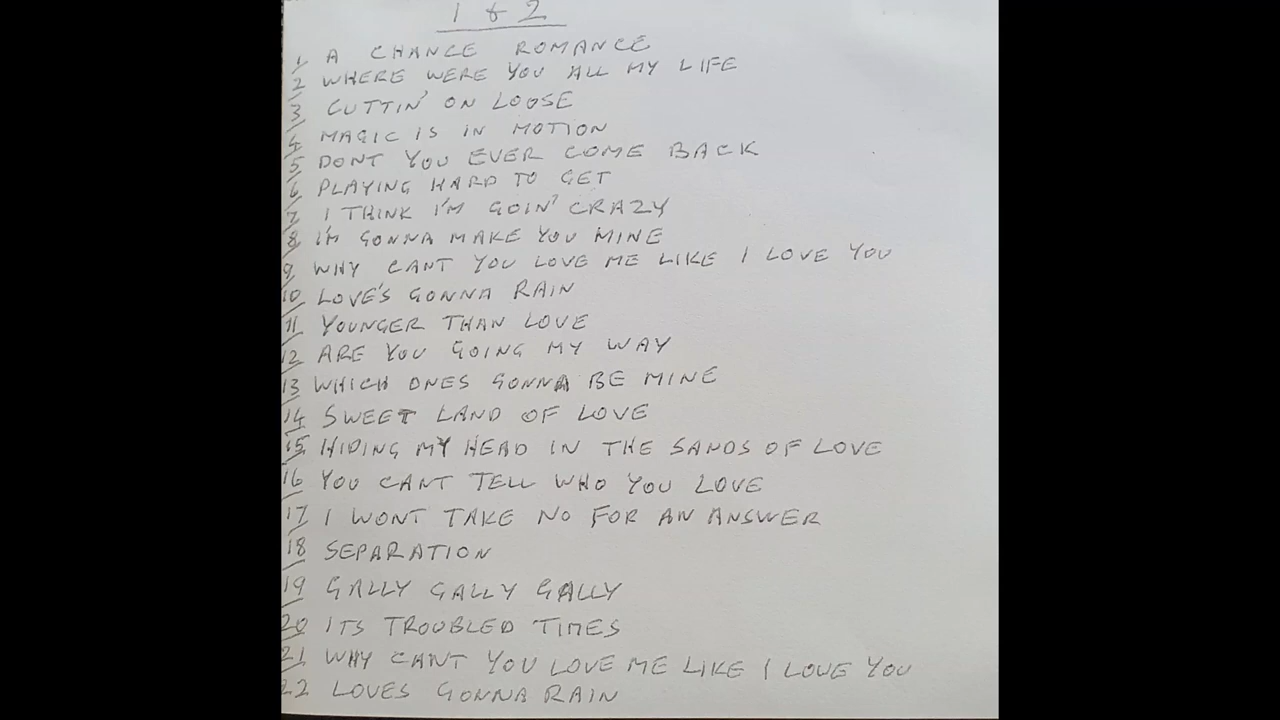 1 & 2
1 A CHANCE ROMANCE
2 WHERE WERE YOU ALL MY LIFE
3 CUTTIN' ON LOOSE
4 MAGIC IS IN MOTION
5 DONT YOU EVER COME BACK
6 PLAYING HARD TO GET
7 I THINK I'M GOIN' CRAZY
8 I'M GONNA MAKE YOU MINE
9 WHY CANT YOU LOVE ME LIKE I LOVE YOU
10 LOVE'S GONNA RAIN
11 YOUNGER THAN LOVE
12 ARE YOU GOING MY WAY
13 WHICH ONES GONNA BE MINE
14 SWEET LAND OF LOVE
15 HIDING MY HEAD IN THE SANDS OF LOVE
16 YOU CANT TELL WHO YOU LOVE
17 I WONT TAKE NO FOR AN ANSWER
18 SEPARATION
19 GALLY GALLY GALLY
20 ITS TROUBLED TIMES
21 WHY CANT YOU LOVE ME LIKE I LOVE YOU
22 LOVES GONNA RAIN